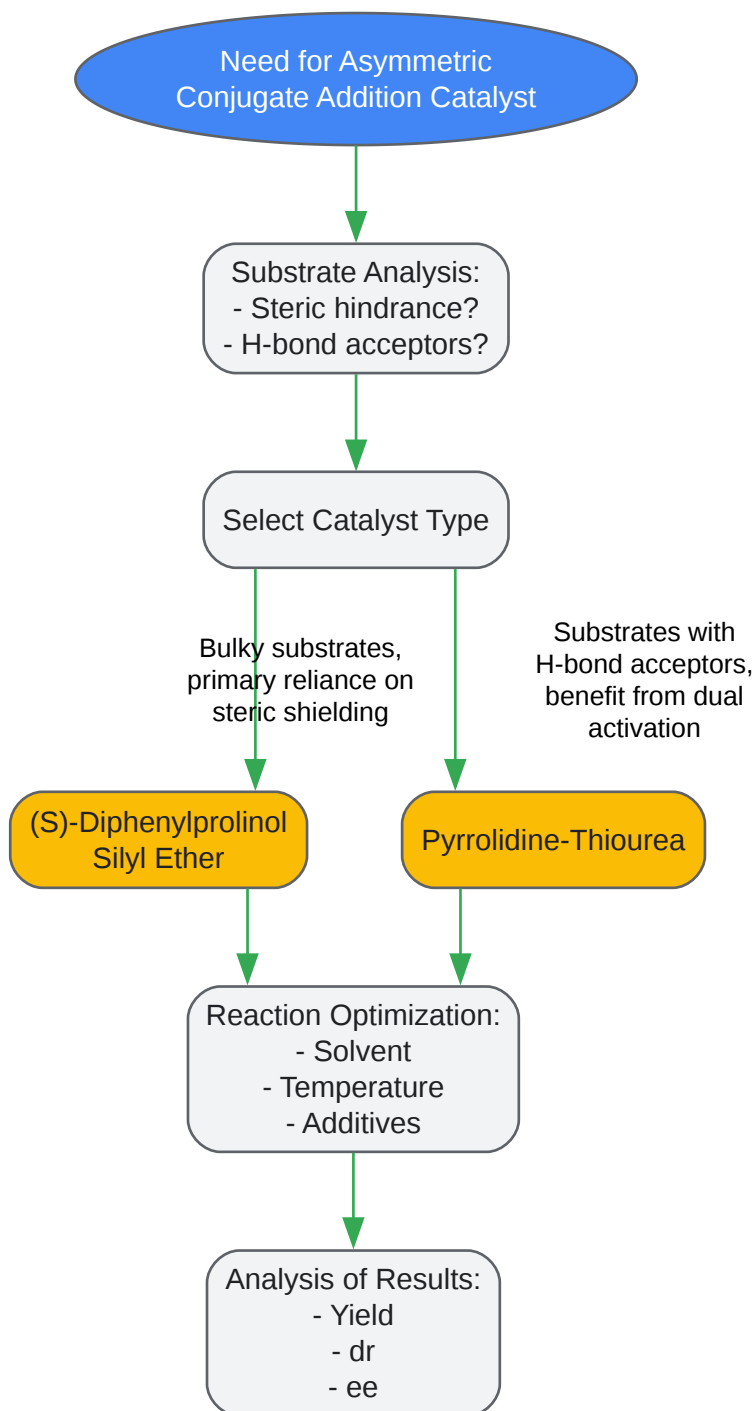 Need for Asymmetric
Conjugate Addition Catalyst
Substrate Analysis:
- Steric hindrance?
- H-bond acceptors?
Select Catalyst Type
Bulky substrates,
primary reliance on
steric shielding
Substrates with
H-bond acceptors,
benefit from dual
activation
(S)-Diphenylprolinol
Silyl Ether
Pyrrolidine-Thiourea
Reaction Optimization:
- Solvent
- Temperature
- Additives
Analysis of Results:
- Yield
- dr
- ee